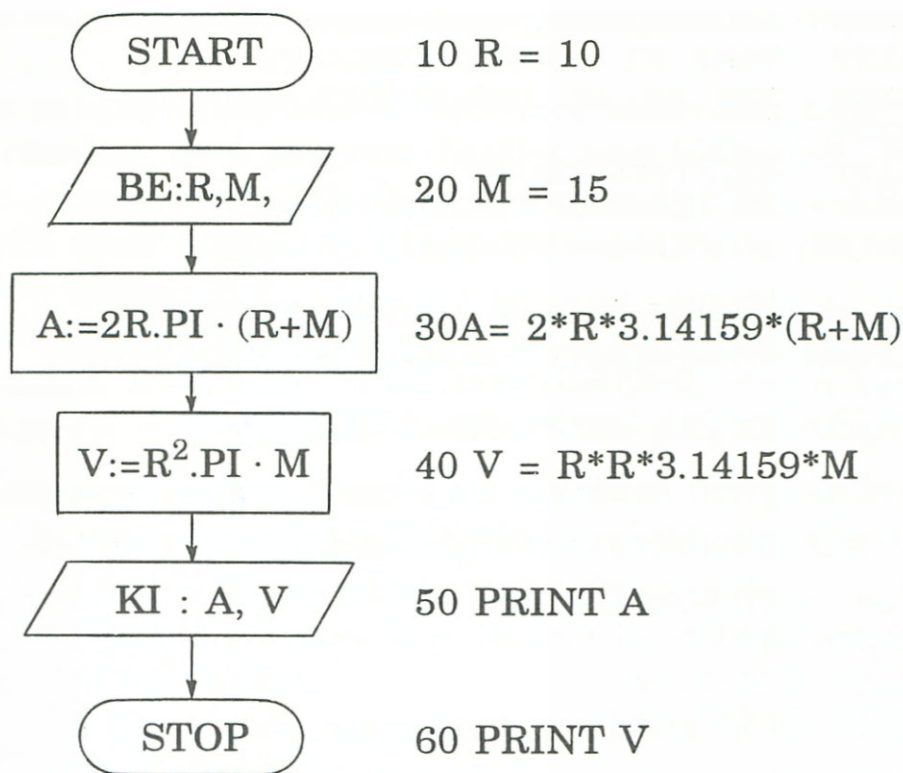 START 10 R = 10
BE:R,M, 20 M = 15
A:=2R.PI · (R+M) 30A= 2*R*3.14159*(R+M)
V:=R².PI · M 40 V = R*R*3.14159*M
KI : A, V 50 PRINT A
STOP 60 PRINT V